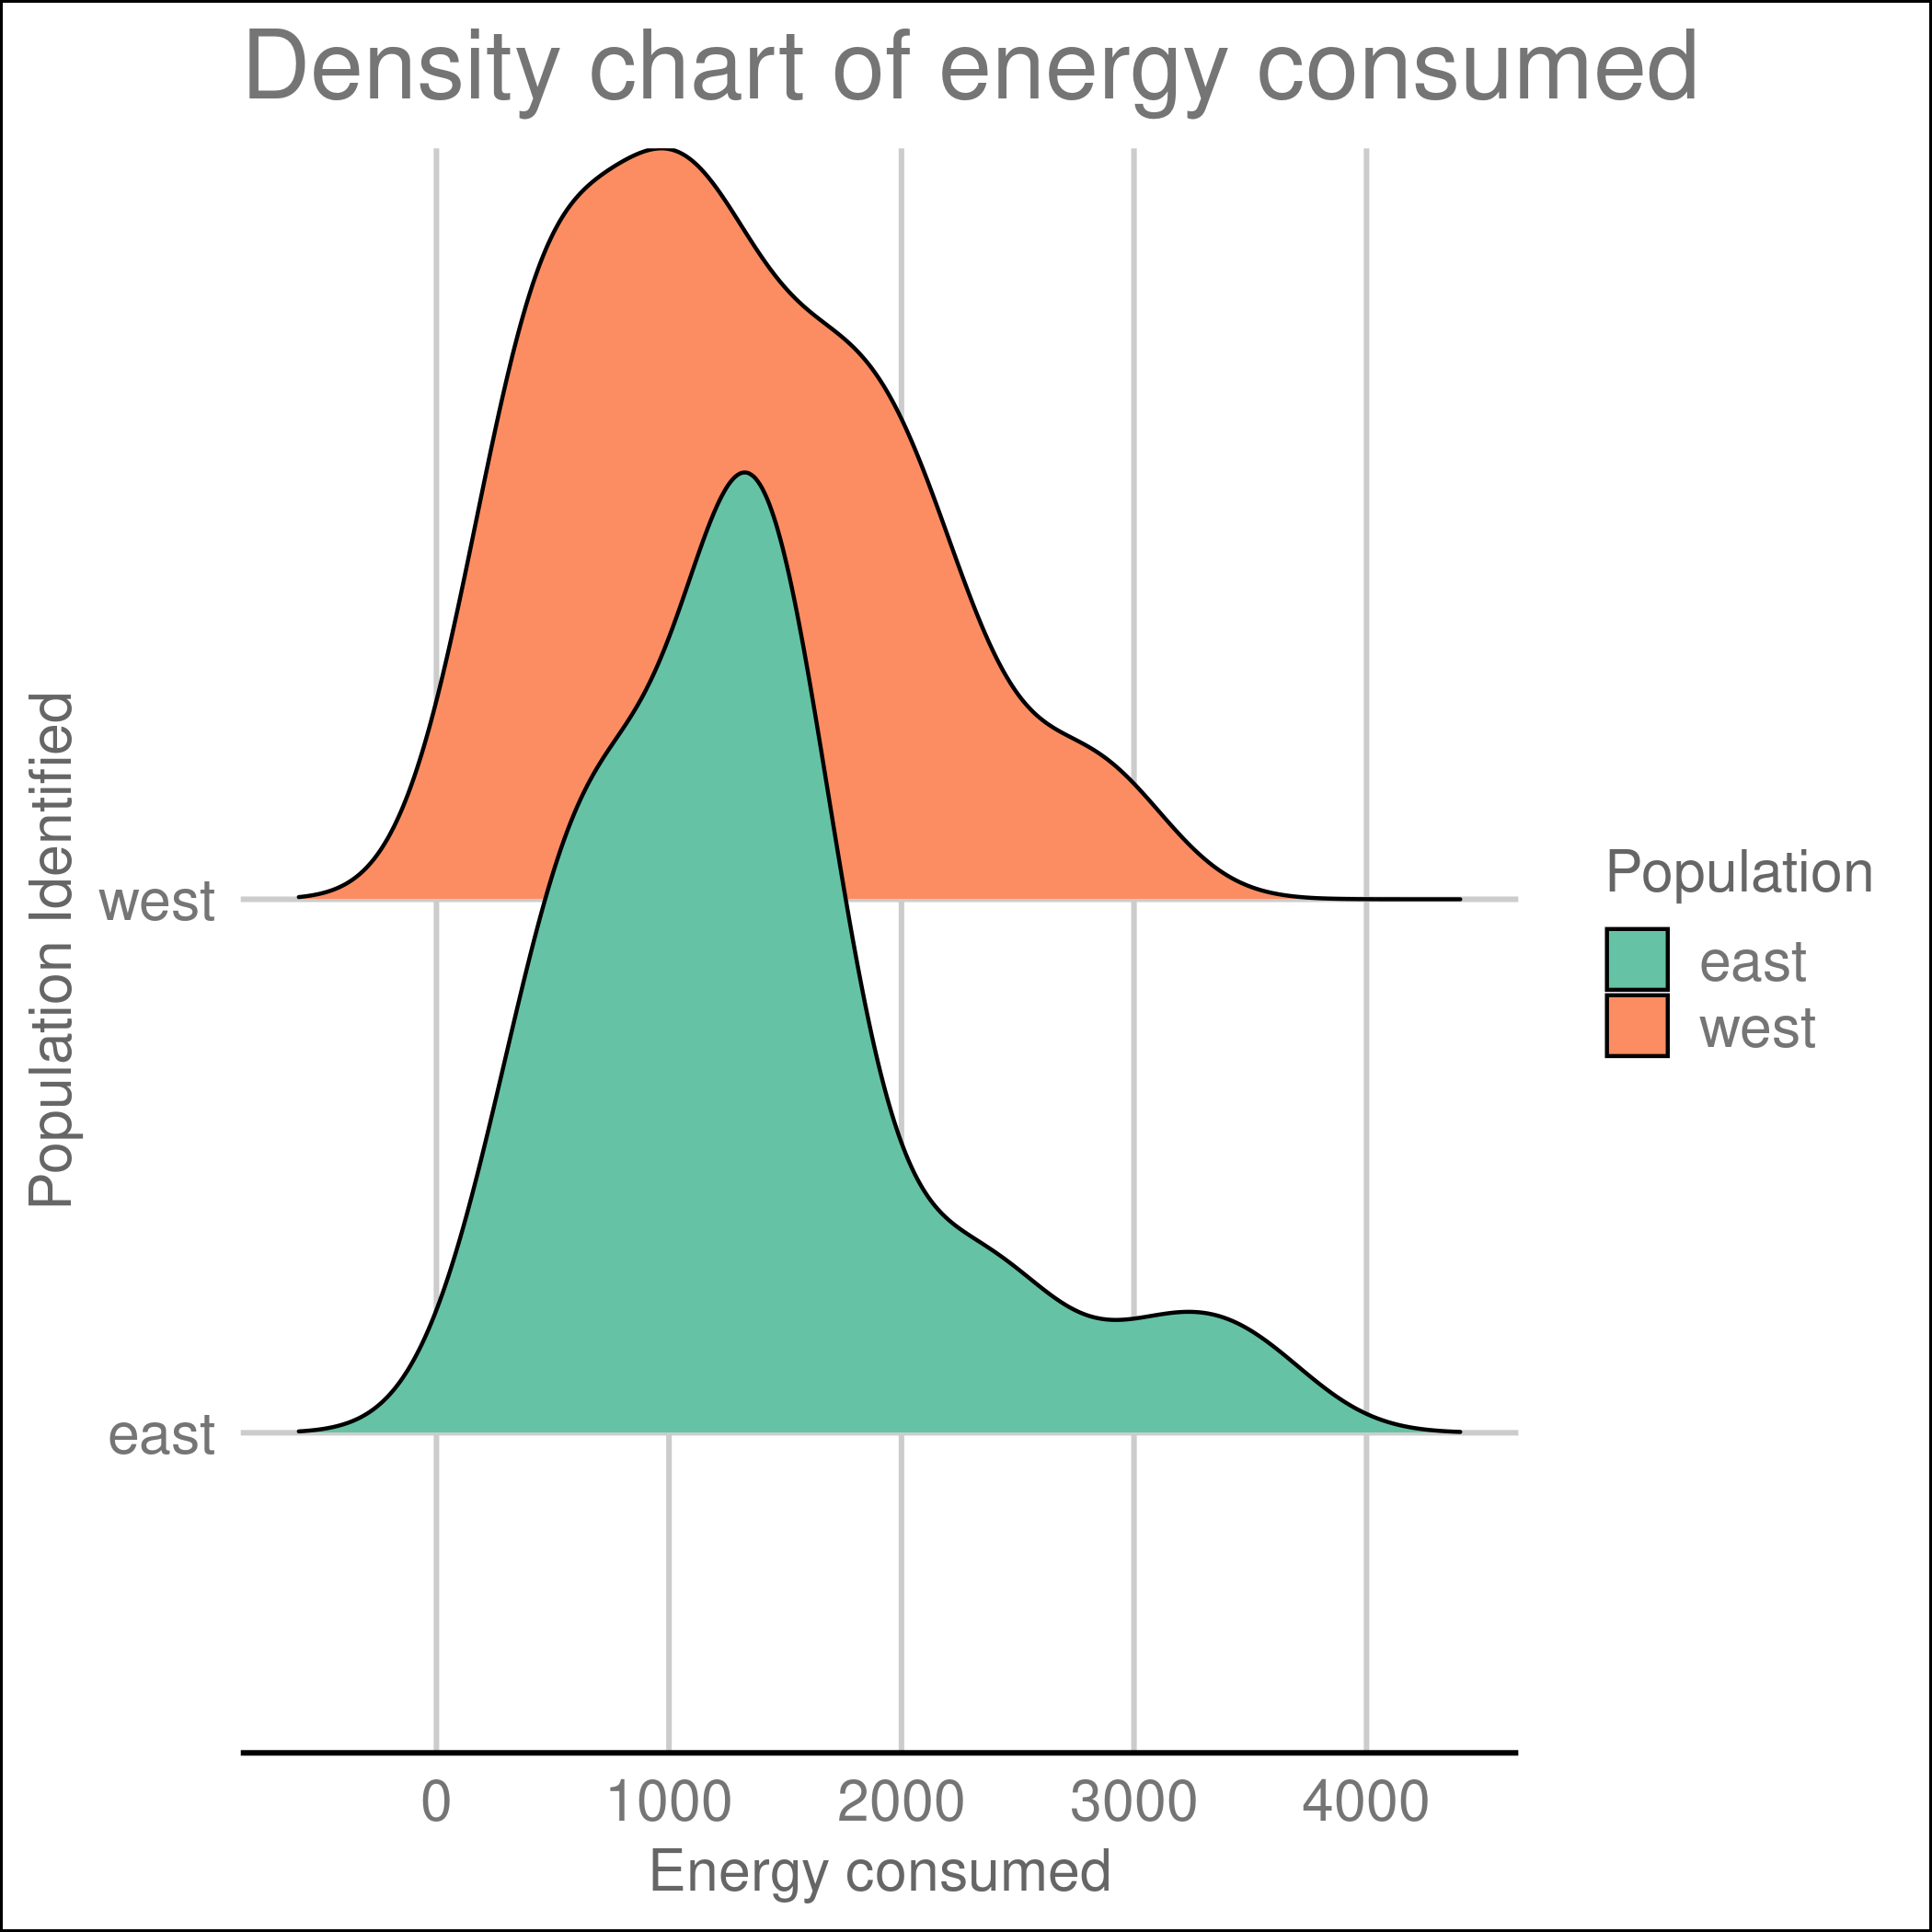 Density chart of energy consumed
Population Identified
west
east
0 1000 2000 3000 4000
Energy consumed
Population
east
west